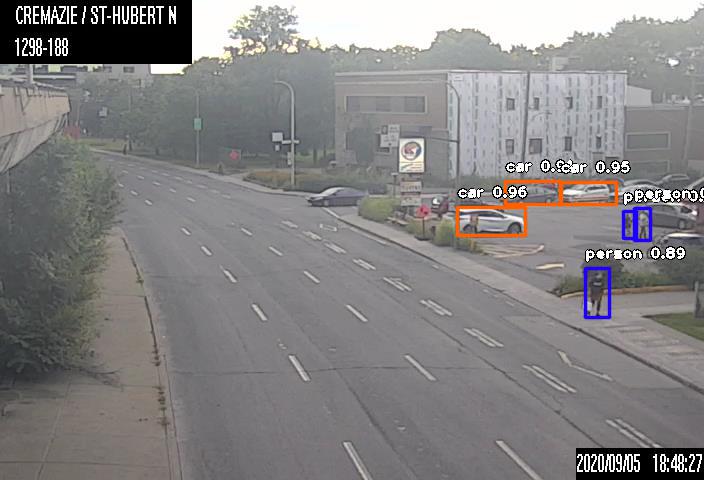 CREMAZIE / ST-HUBERT N
1298-188
car 0.95
car 0.96
person 0.89
2020/09/05 18:48:27